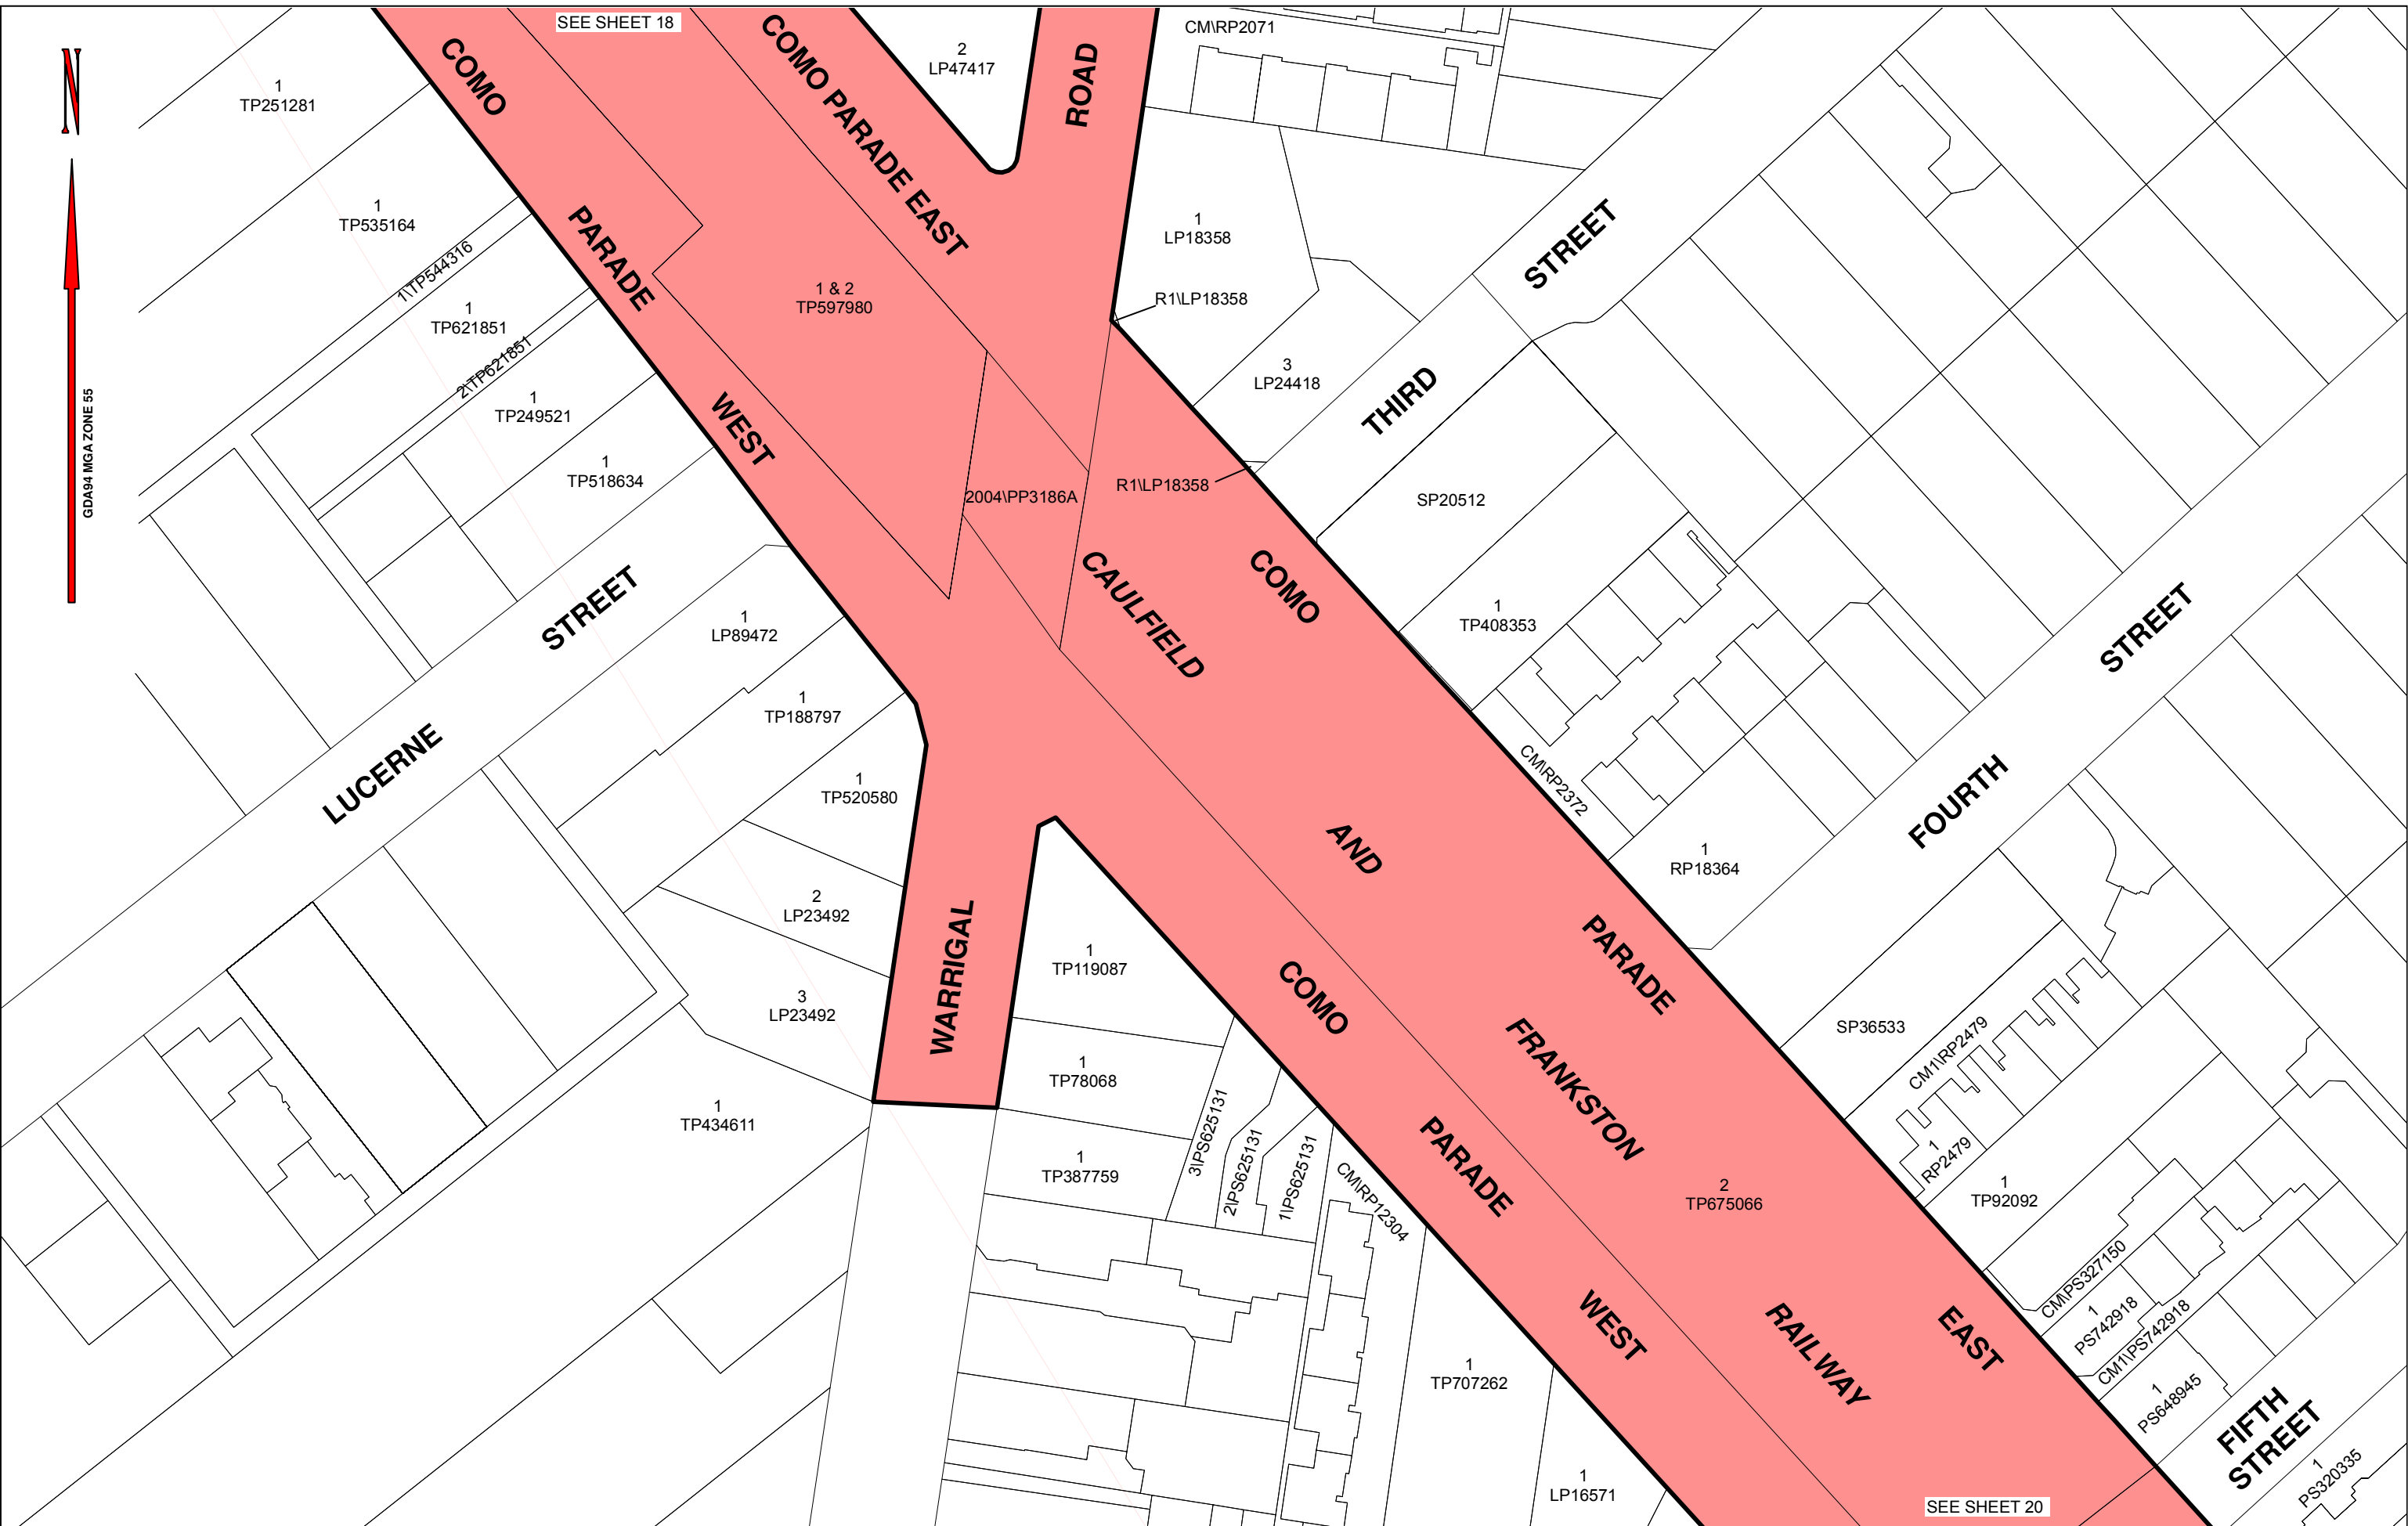 SEE SHEET 18
N
GDA94 MGA ZONE 55
COMO
PARADE
WEST
COMO PARADE EAST
ROAD
2
LP47417
CM\RP2071
1
TP251281
1
TP535164
1\TP544316
1
TP621851
2\TP621851
1
TP249521
1
TP518634
1 & 2
TP597980
1
LP18358
R1\LP18358
3
LP24418
R1\LP18358
2004\PP3186A
THIRD
STREET
SP20512
1
TP408353
CM\RP2372
1
RP18364
FOURTH
STREET
LUCERNE
STREET
1
LP89472
1
TP188797
1
TP520580
2
LP23492
3
LP23492
1
TP434611
WARRIGAL
1
TP119087
1
TP78068
1
TP387759
3\PS625131
2\PS625131
1\PS625131
CM\RP12304
1
TP707262
1
LP16571
CAULFIELD
AND
FRANKSTON
RAILWAY
COMO
PARADE
EAST
COMO
PARADE
WEST
2
TP675066
SP36533
CM1\RP2479
1
RP2479
1
TP92092
CM\PS327150
1
PS742918
CM1\PS742918
1
PS648945
FIFTH
STREET
1
PS320335
SEE SHEET 20